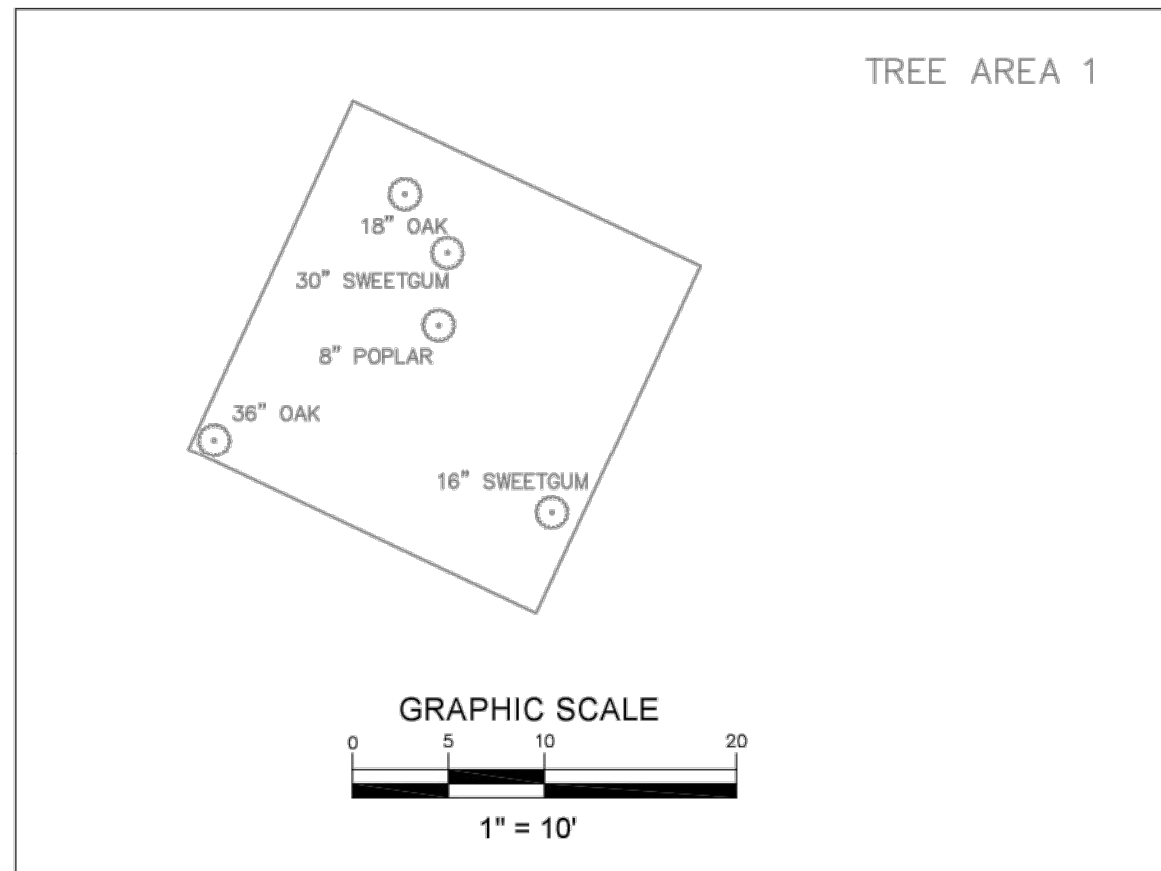 TREE AREA 1
18" OAK
30" SWEETGUM
8" POPLAR
36" OAK
16" SWEETGUM
GRAPHIC SCALE
0 5 10 20
1" = 10'